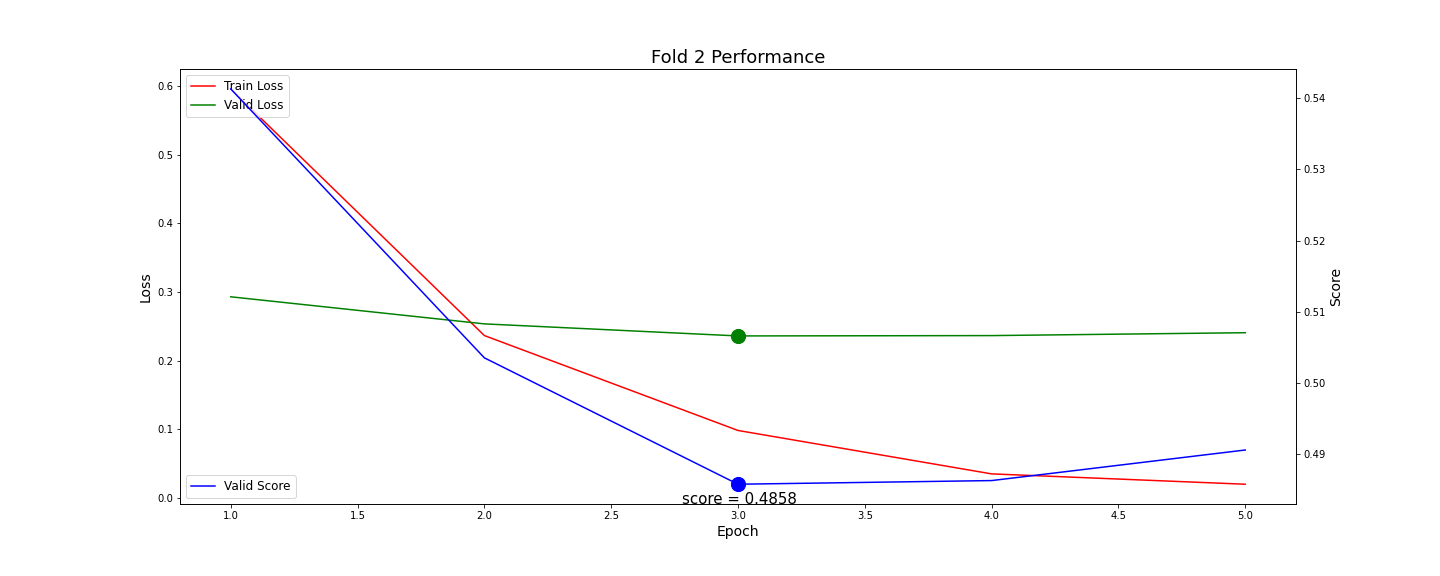 Fold 2 Performance
Train Loss
Valid Loss
Valid Score
0.6
0.5
0.4
0.3
0.2
0.1
0.0
Loss
0.54
0.53
0.52
0.51
0.50
0.49
Score
score = 0.4858
1.0 1.5 2.0 2.5 3.0 3.5 4.0 4.5 5.0
Epoch